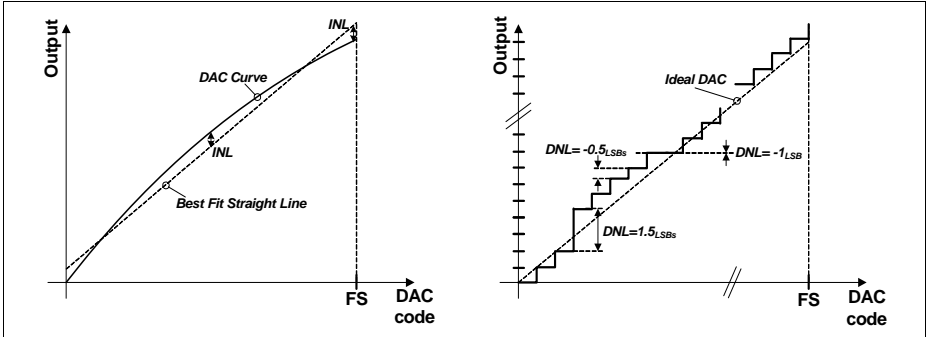 Output
INL
DAC Curve
INL
Best Fit Straight Line
FS
DAC
code
Output
Ideal DAC
DNL= -0.5LSBs
DNL= -1LSB
DNL=1.5LSBs
FS
DAC
code